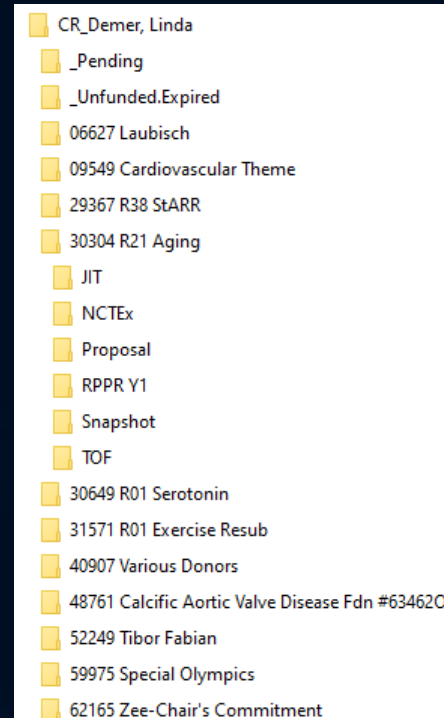 CR_Demer, Linda
_Pending
_Unfunded.Expired
06627 Laubisch
09549 Cardiovascular Theme
29367 R38 StARR
30304 R21 Aging
JIT
NCTEx
Proposal
RPPR Y1
Snapshot
TOF
30649 R01 Serotonin
31571 R01 Exercise Resub
40907 Various Donors
48761 Calcific Aortic Valve Disease Fdn #63462O
52249 Tibor Fabian
59975 Special Olympics
62165 Zee-Chair's Commitment